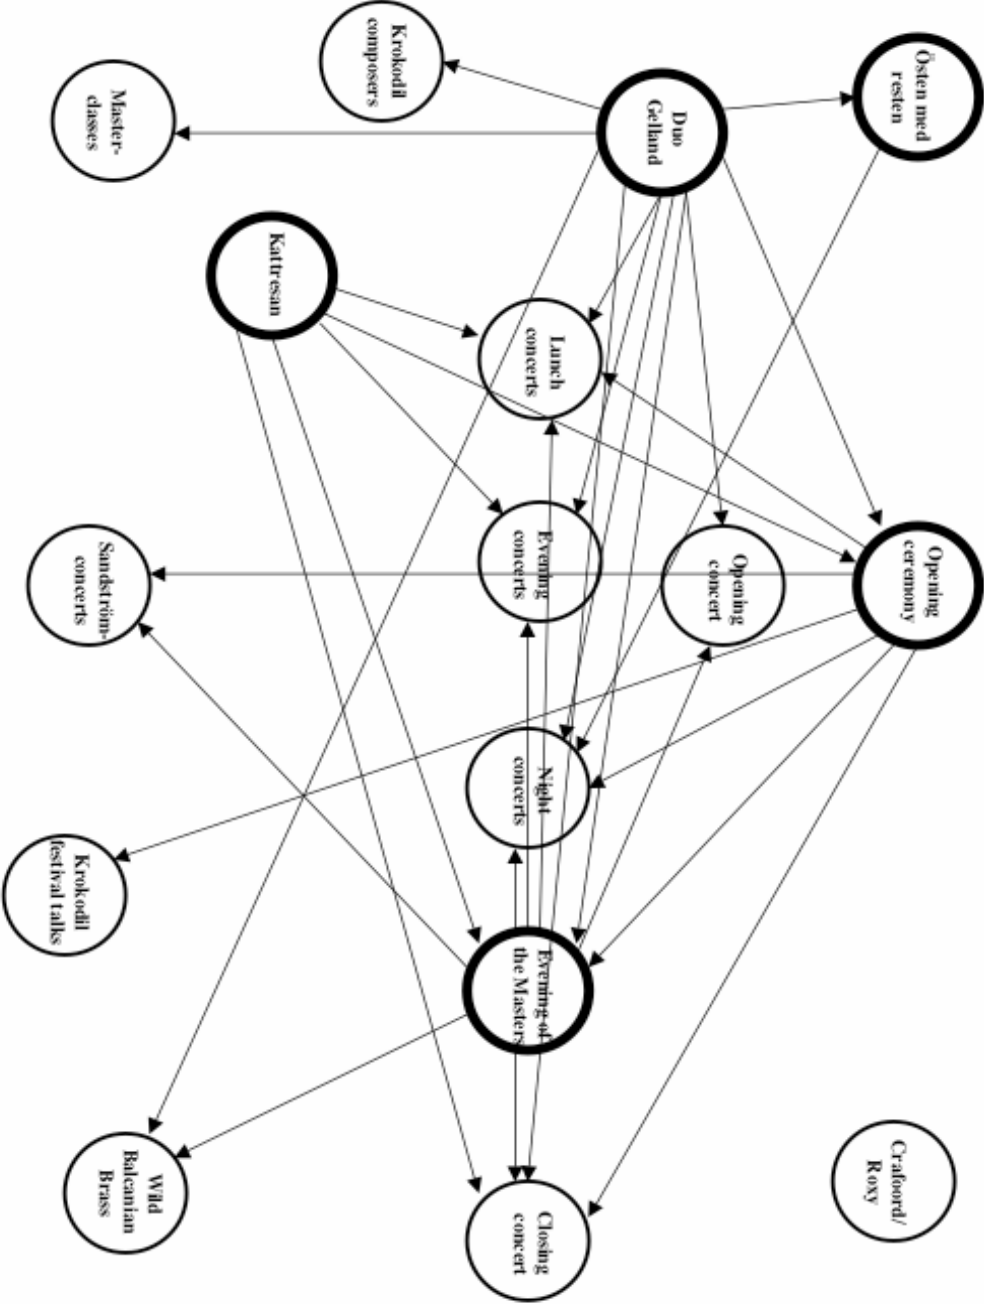 Östen med
resten
Duo
Gelland
Krokodil
composers
Master-
classes
Kattresan
Lunch
concerts
Opening
ceremony
Opening
concert
Evening
concerts
Sandström-
concerts
Night
concerts
Krokodil
festival talks
Evening of
the Masters
Crafoord/
Roxy
Closing
concert
Wild
Balcanian
Brass